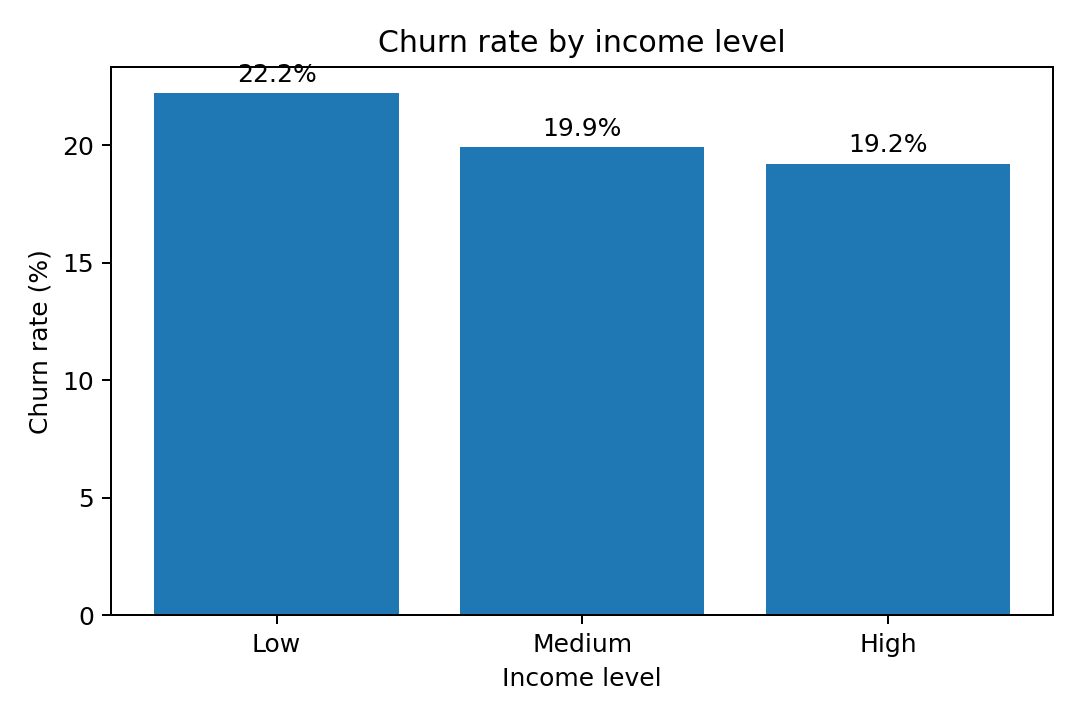 Churn rate by income level
22.2%
19.9%
19.2%
20
15
10
5
0
Churn rate (%)
Low
Medium
High
Income level